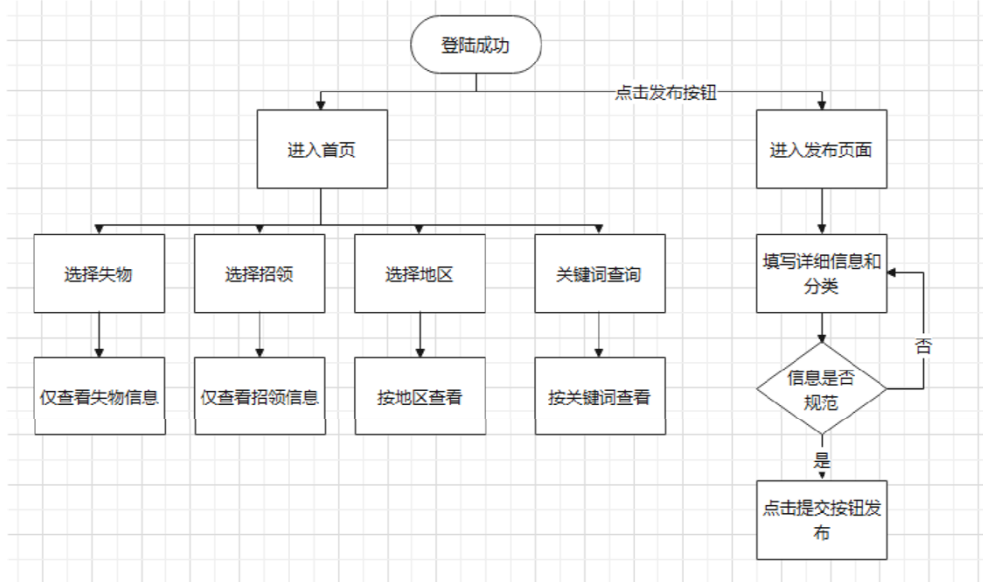 登陆成功
点击发布按钮
进入首页
进入发布页面
选择失物
选择招领
选择地区
关键词查询
填写详细信息和
分类
否
仅查看失物信息
仅查看招领信息
按地区查看
按关键词查看
信息是否
规范
是
点击提交按钮发
布